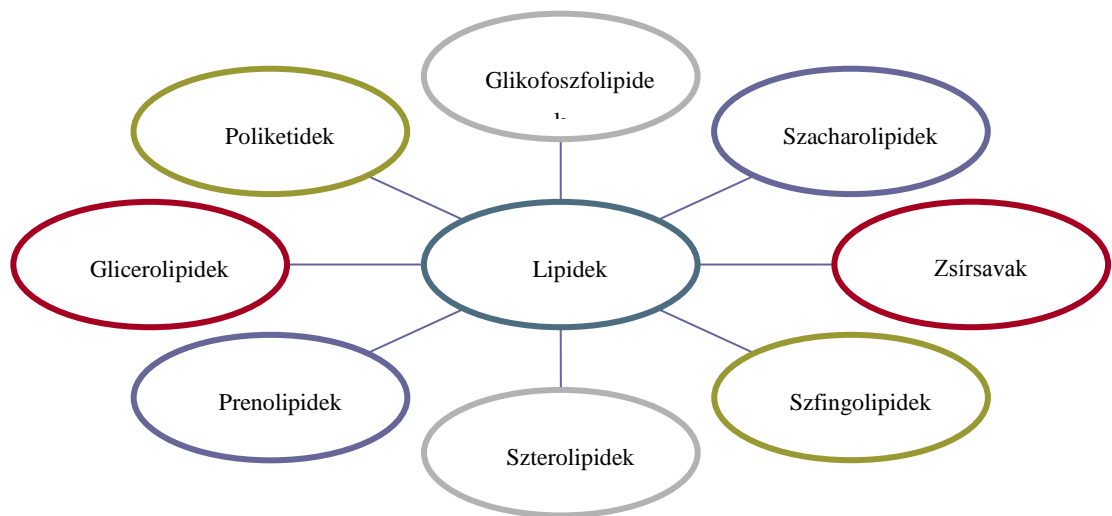 Glikofoszfolipide
Poliketidek
Szacharolipidek
Glicerolipidek
Lipidek
Zsírsavak
Prenolipidek
Szfingolipidek
Szterolipidek